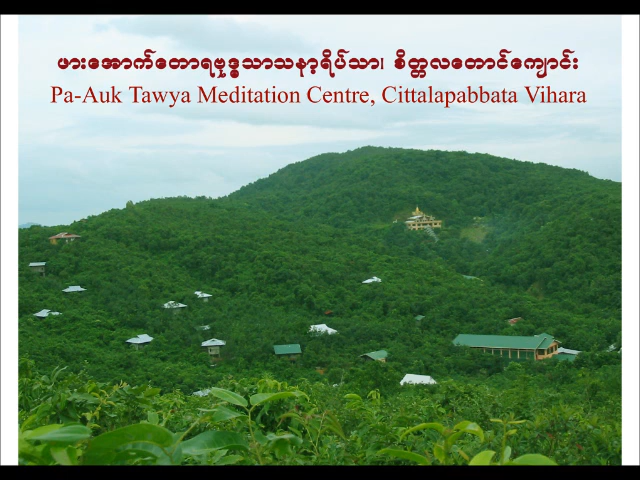 ဖားအောက်တောရဗုဒ္ဓသာသနာ့ရိပ်သာ၊ စိတ္တလတောင်ကျောင်း
Pa-Auk Tawya Meditation Centre, Cittalapabbata Vihara